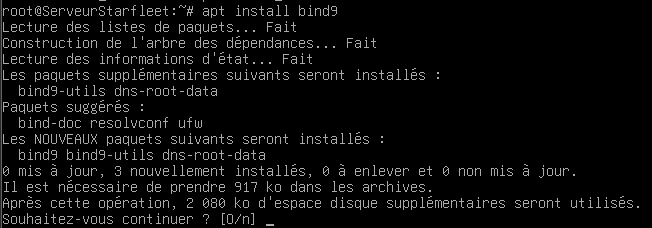 root@ServeurStarfleet:~# apt install bind9
Lecture des listes de paquets... Fait
Construction de l'arbre des dépendances... Fait
Lecture des informations d'état... Fait
Les paquets supplémentaires suivants seront installés :
  bind9-utils dns-root-data
Paquets suggérés :
  bind-doc resolvconf ufw
Les NOUVEAUX paquets suivants seront installés :
  bind9 bind9-utils dns-root-data
0 mis à jour, 3 nouvellement installés, 0 à enlever et 0 non mis à jour.
Il est nécessaire de prendre 917 ko dans les archives.
Après cette opération, 2 080 ko d'espace disque supplémentaires seront utilisés.
Souhaitez-vous continuer ? [O/n] _